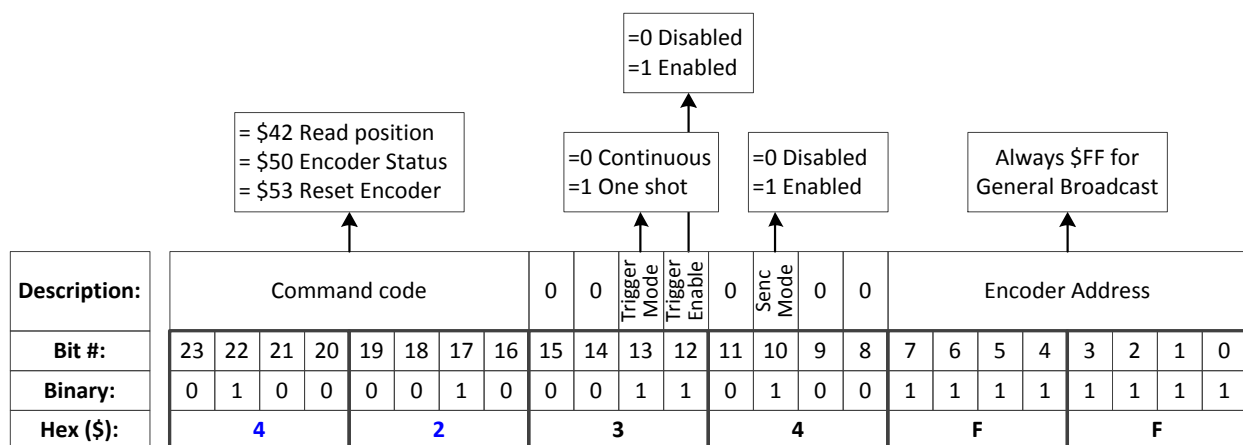 =0 Disabled
=1 Enabled
= $42 Read position
= $50 Encoder Status
= $53 Reset Encoder
=0 Continuous
=1 One shot
=0 Disabled
=1 Enabled
Always $FF for
General Broadcast
Description: Command code 0 0 Trigger Mode Trigger Enable 0 Senc Mode 0 0 Encoder Address
Bit #: 23 22 21 20 19 18 17 16 15 14 13 12 11 10 9 8 7 6 5 4 3 2 1 0
Binary: 0 1 0 0 0 0 1 0 0 0 1 1 0 1 0 0 1 1 1 1 1 1 1 1
Hex ($): 4 2 3 4 F F